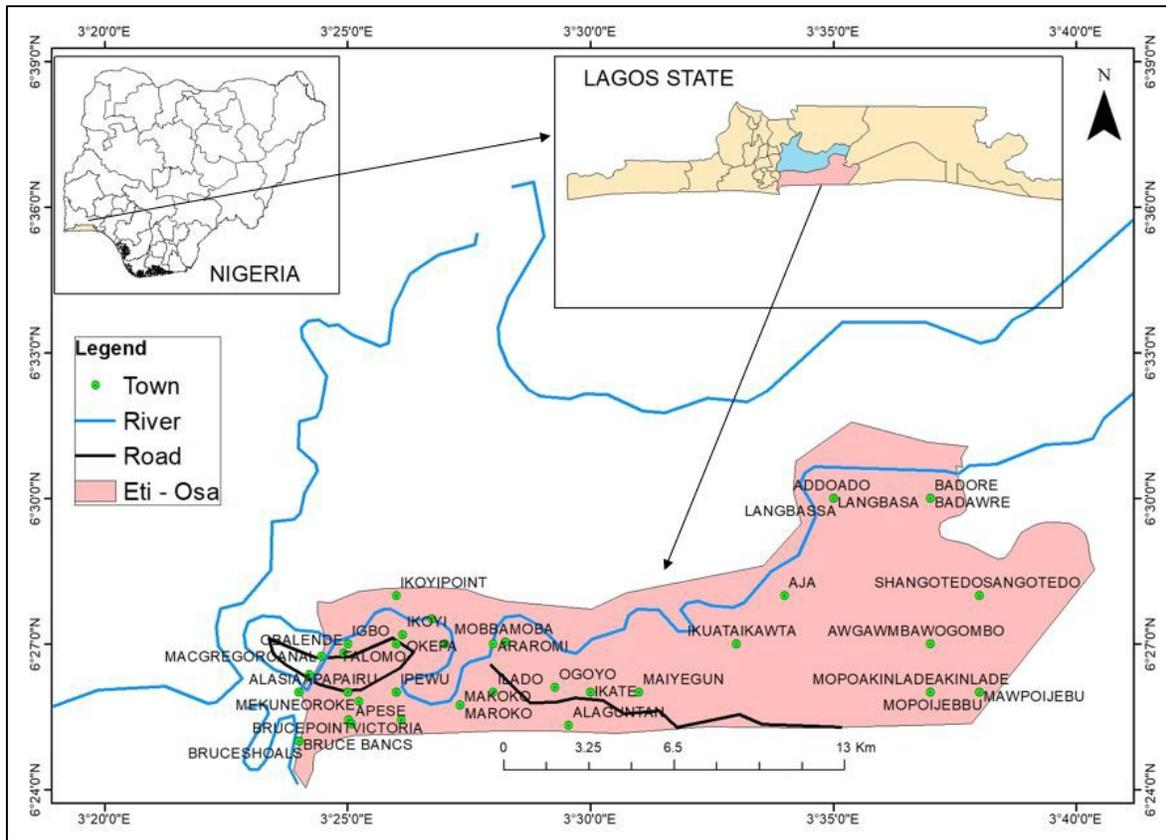 3°20'0"E 3°25'0"E 3°30'0"E 3°35'0"E 3°40'0"E
6°39'0"N 6°39'0"N
LAGOS STATE
N
6°36'0"N 6°36'0"N
NIGERIA
6°33'0"N 6°33'0"N
Legend
Town
River
Road
Eti - Osa
6°30'0"N 6°30'0"N
ADDOADO BADORE
LANGBASSA LANGBASA BADAWRE
IKOYIPOINT AJA SHANGOTEDOSANGOTEDO
IGBO IKOYI MOBBAMOBA IKUATAIKAWTA AWGAWMBAWOGOMBO
6°27'0"N OBALENDE OKEPA ARAROMI 6°27'0"N
MACGREGORCANAL FALOMO
ALASIAAPAPAIRU IPEWU ILADO OGOYO IKATE MAIYEGUN MOPOAKINLADEAKINLADE
MEKUNEOROKE APESE MAKOKO MAROKO MOPOIJEBBU MAWPOIJEBU
BRUCEPOINTVICTORIA ALAGUNTAN
BRUCESHOALS BRUCE BANCS
0 3.25 6.5 13 Km
6°24'0"N 6°24'0"N
3°20'0"E 3°25'0"E 3°30'0"E 3°35'0"E 3°40'0"E